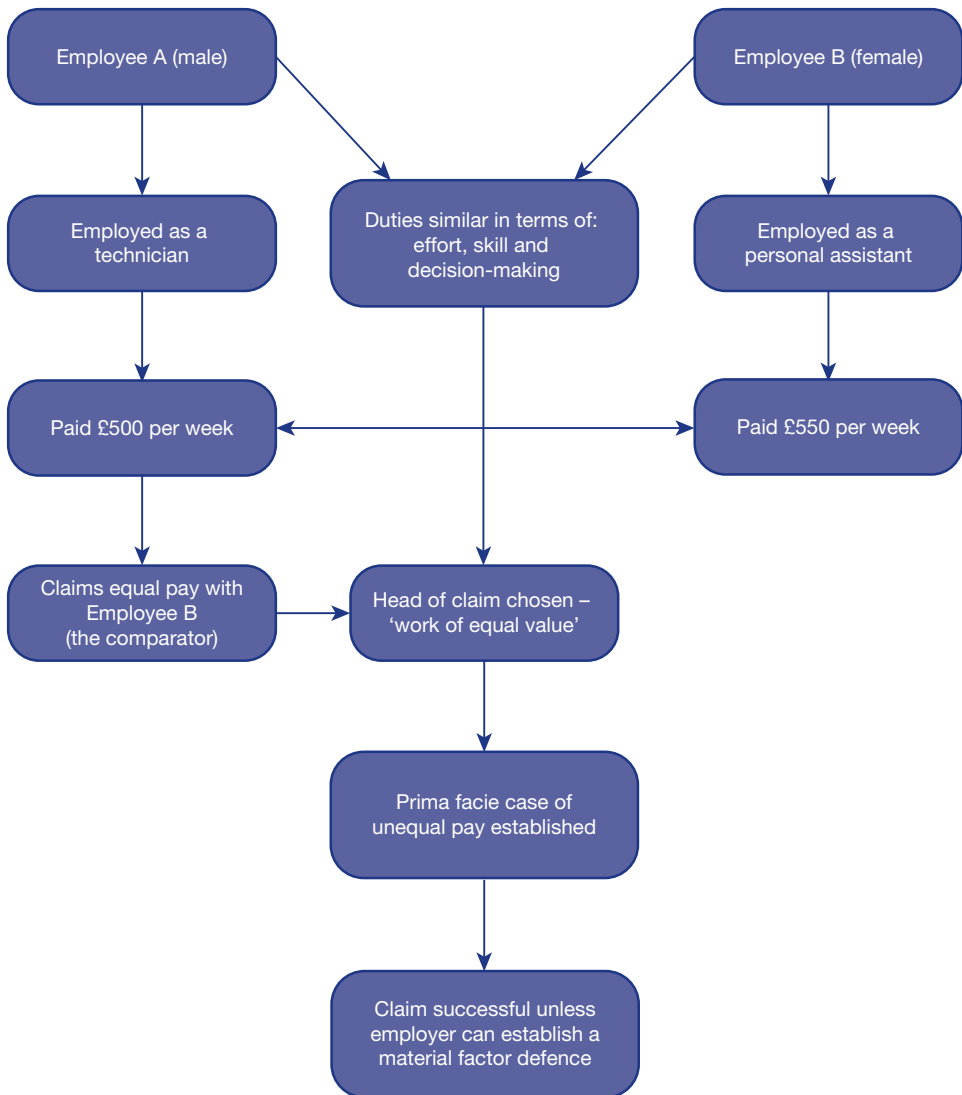 Employee A (male)
Employee B (female)
Employed as a
technician
Duties similar in terms of:
effort, skill and
decision-making
Employed as a
personal assistant
Paid £500 per week
Paid £550 per week
Claims equal pay with
Employee B
(the comparator)
Head of claim chosen –
‘work of equal value’
Prima facie case of
unequal pay established
Claim successful unless
employer can establish a
material factor defence